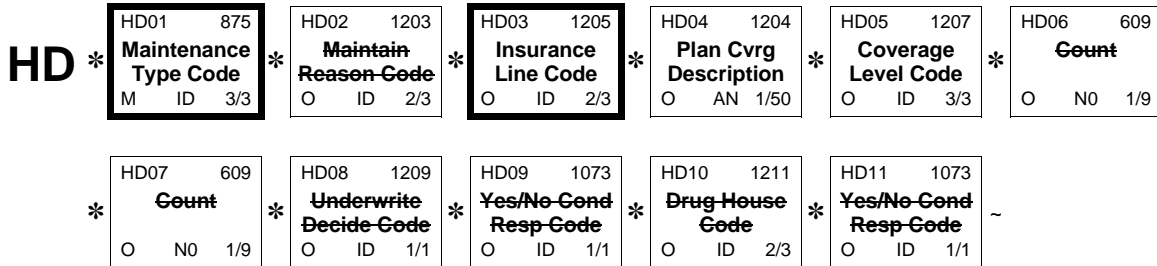 HD01 875 HD02 1203 HD03 1205 HD04 1204 HD05 1207 HD06 609
HD * Maintenance Type Code * Maintain Reason Code * Insurance Line Code * Plan Cvrg Description * Coverage Level Code * Count
M ID 3/3 O ID 2/3 O ID 2/3 O AN 1/50 O ID 3/3 O N0 1/9
HD07 609 HD08 1209 HD09 1073 HD10 1211 HD11 1073
* Count * Underwrite Decide Code * Yes/No Cond Resp Code * Drug House Code * Yes/No Cond Resp Code ~
O N0 1/9 O ID 1/1 O ID 1/1 O ID 2/3 O ID 1/1